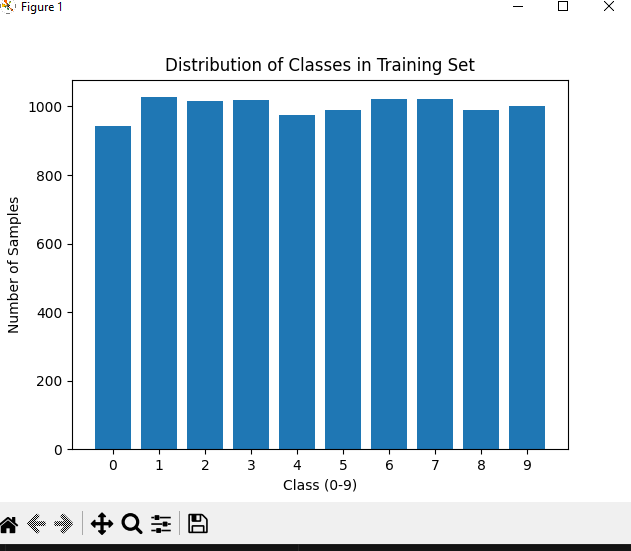 Figure 1
Distribution of Classes in Training Set
1000
800
600
400
200
0
Number of Samples
0 1 2 3 4 5 6 7 8 9
Class (0-9)